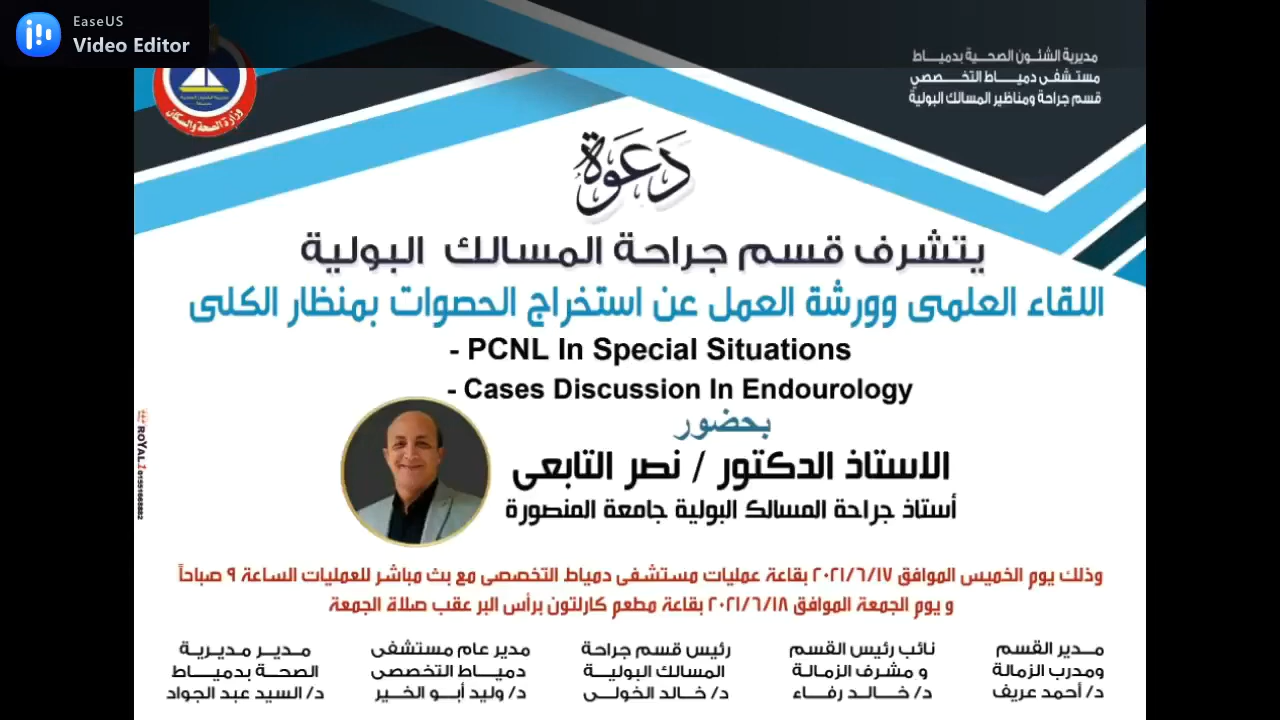 EaseUS
Video Editor
مديرية الشئون الصحية بدمياط
مستشفى دمياط التخصصي
قسم جراحة ومناظير المسالك البولية
وزارة الصحة والسكان
دعوة
يتشرف قسم جراحة المسالك البولية
اللقاء العلمى وورشة العمل عن استخراج الحصوات بمنظار الكلى
- PCNL In Special Situations
- Cases Discussion In Endourology
بحضور
الاستاذ الدكتور / نصر التابعى
أستاذ جراحة المسالك البولية جامعة المنصورة
وذلك يوم الخميس الموافق ٢٠٢١/٦/١٧ بقاعة عمليات مستشفى دمياط التخصصى مع بث مباشر للعمليات الساعة ٩ صباحاً
و يوم الجمعة الموافق ٢٠٢١/٦/١٨ بقاعة مطعم كارلتون برأس البر عقب صلاة الجمعة
مدير القسم
ومدرب الزمالة
د/ أحمد عريف
نائب رئيس القسم
و مشرف الزمالة
د/ خالد رفاء
رئيس قسم جراحة
المسالك البولية
د/ خالد الخولى
مدير عام مستشفى
دمياط التخصصى
د/ وليد أبو الخير
مدير مديرية
الصحة بدمياط
د/ السيد عبد الجواد
ROYAL1